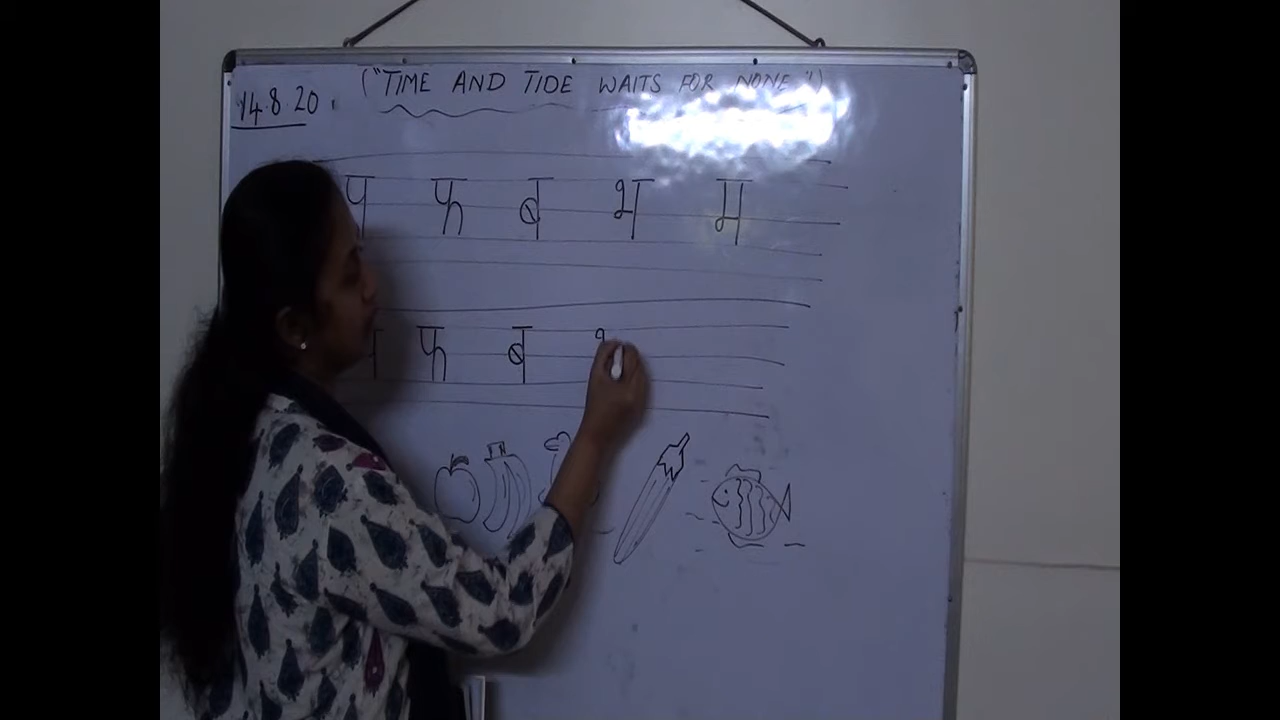 ("TIME AND TIDE WAITS FOR NONE")
14.8.20
प फ ब भ म
फ ब